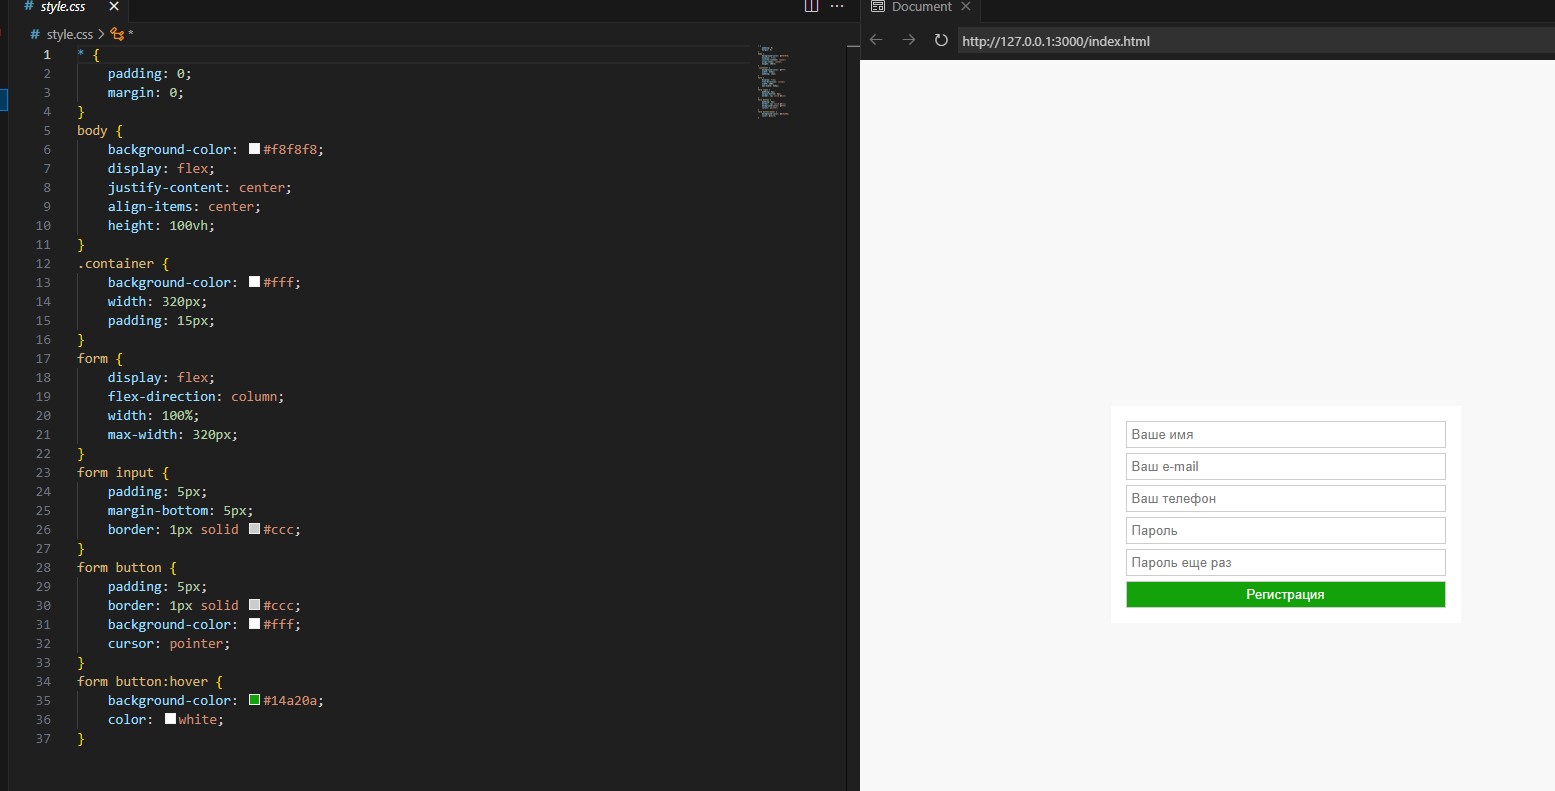 # style.css ×
# style.css > *
1 * {
2 padding: 0;
3 margin: 0;
4 }
5 body {
6 background-color: #f8f8f8;
7 display: flex;
8 justify-content: center;
9 align-items: center;
10 height: 100vh;
11 }
12 .container {
13 background-color: #fff;
14 width: 320px;
15 padding: 15px;
16 }
17 form {
18 display: flex;
19 flex-direction: column;
20 width: 100%;
21 max-width: 320px;
22 }
23 form input {
24 padding: 5px;
25 margin-bottom: 5px;
26 border: 1px solid #ccc;
27 }
28 form button {
29 padding: 5px;
30 border: 1px solid #ccc;
31 background-color: #fff;
32 cursor: pointer;
33 }
34 form button:hover {
35 background-color: #14a20a;
36 color: white;
37 }
Document ×
http://127.0.0.1:3000/index.html
Ваше имя
Ваш e-mail
Ваш телефон
Пароль
Пароль еще раз
Регистрация